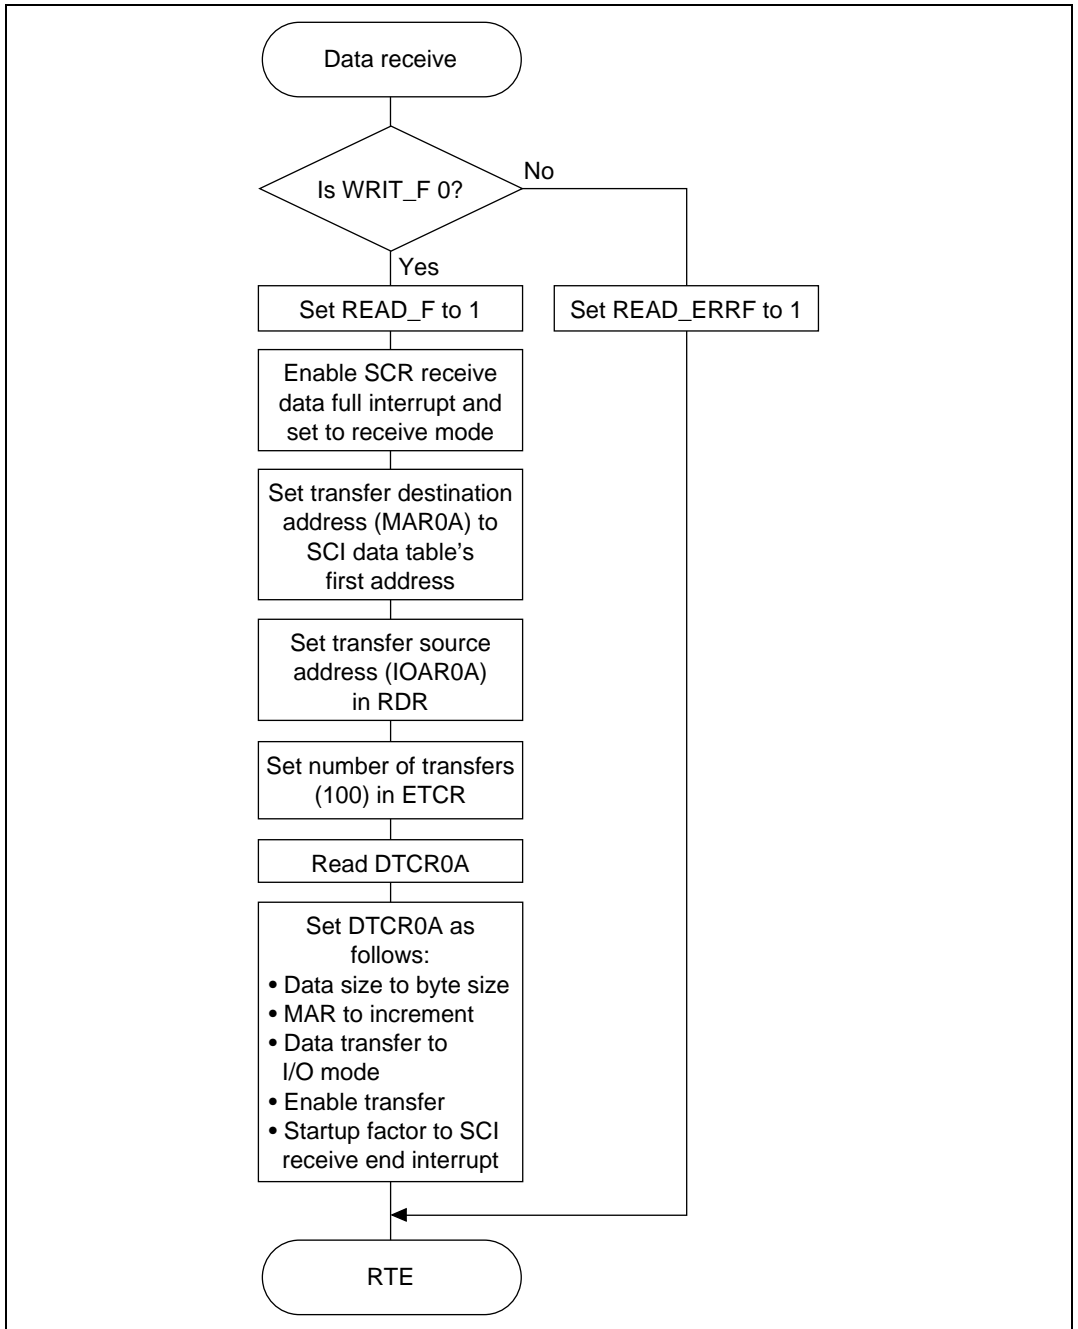 Data receive
Is WRIT_F 0?
No
Yes
Set READ_F to 1
Set READ_ERRF to 1
Enable SCR receive
data full interrupt and
set to receive mode
Set transfer destination
address (MAR0A) to
SCI data table's
first address
Set transfer source
address (IOAR0A)
in RDR
Set number of transfers
(100) in ETCR
Read DTCR0A
Set DTCR0A as
follows:
• Data size to byte size
• MAR to increment
• Data transfer to
I/O mode
• Enable transfer
• Startup factor to SCI
receive end interrupt
RTE